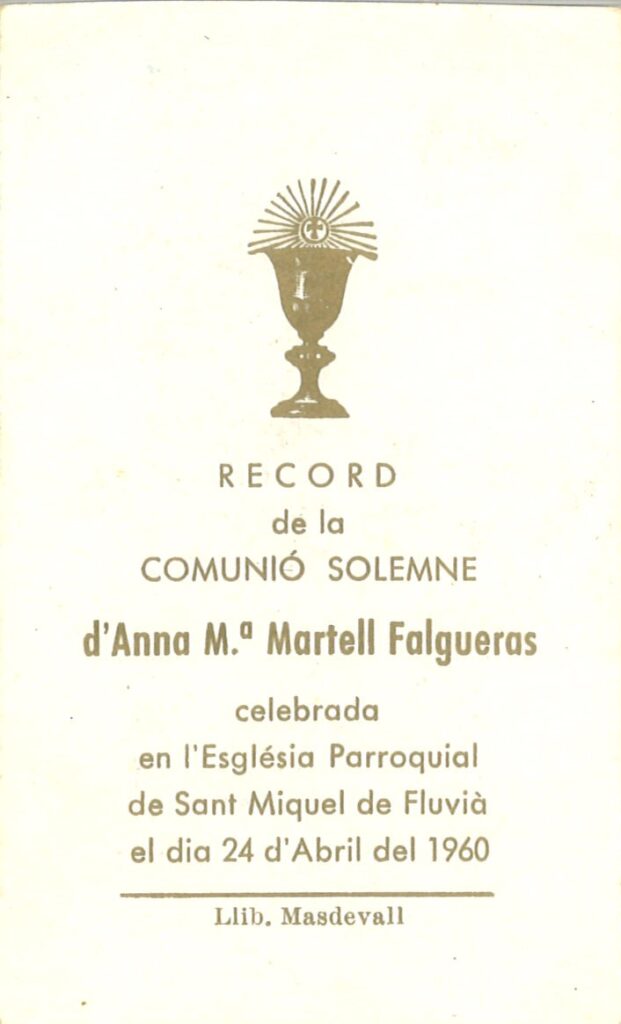 RECORD
de la
COMUNIÓ SOLEMNE
d'Anna M.ª Martell Falgueras
celebrada
en l'Església Parroquial
de Sant Miquel de Fluvià
el dia 24 d'Abril del 1960
Llib. Masdevall